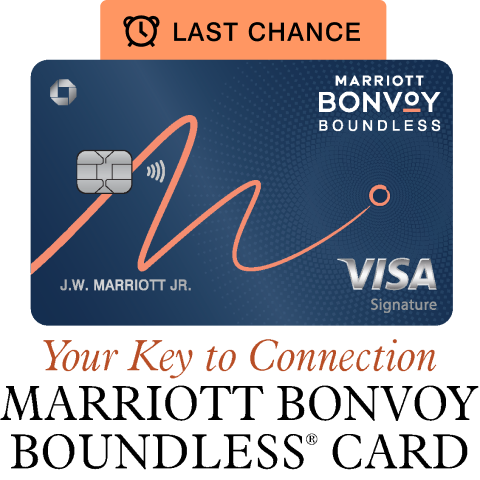 LAST CHANCE
MARRIOTT
BONVOY
BOUNDLESS
J.W. MARRIOTT JR.
VISA
Signature
Your Key to Connection
MARRIOTT BONVOY
BOUNDLESS® CARD